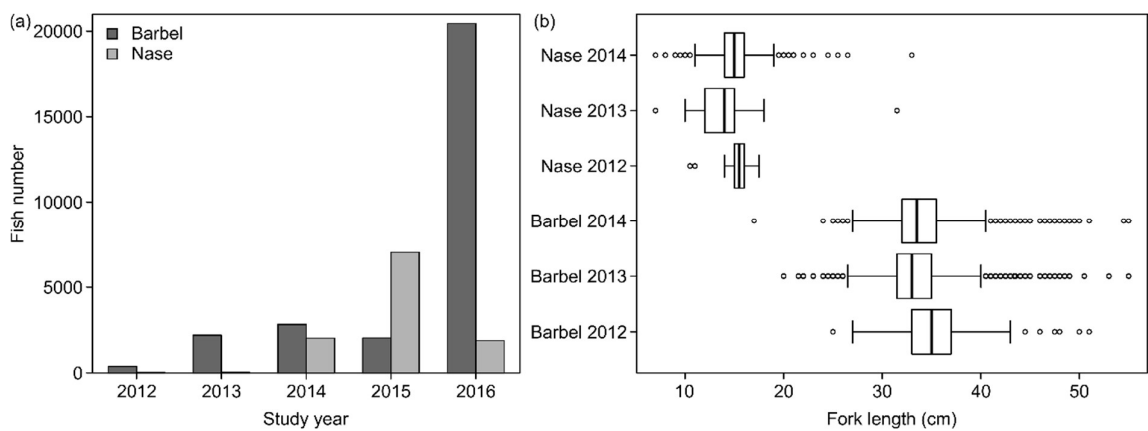 (a)
Barbel
Nase
20000
15000
10000
5000
0
Fish number
2012 2013 2014 2015 2016
Study year
(b)
Nase 2014
Nase 2013
Nase 2012
Barbel 2014
Barbel 2013
Barbel 2012
10 20 30 40 50
Fork length (cm)